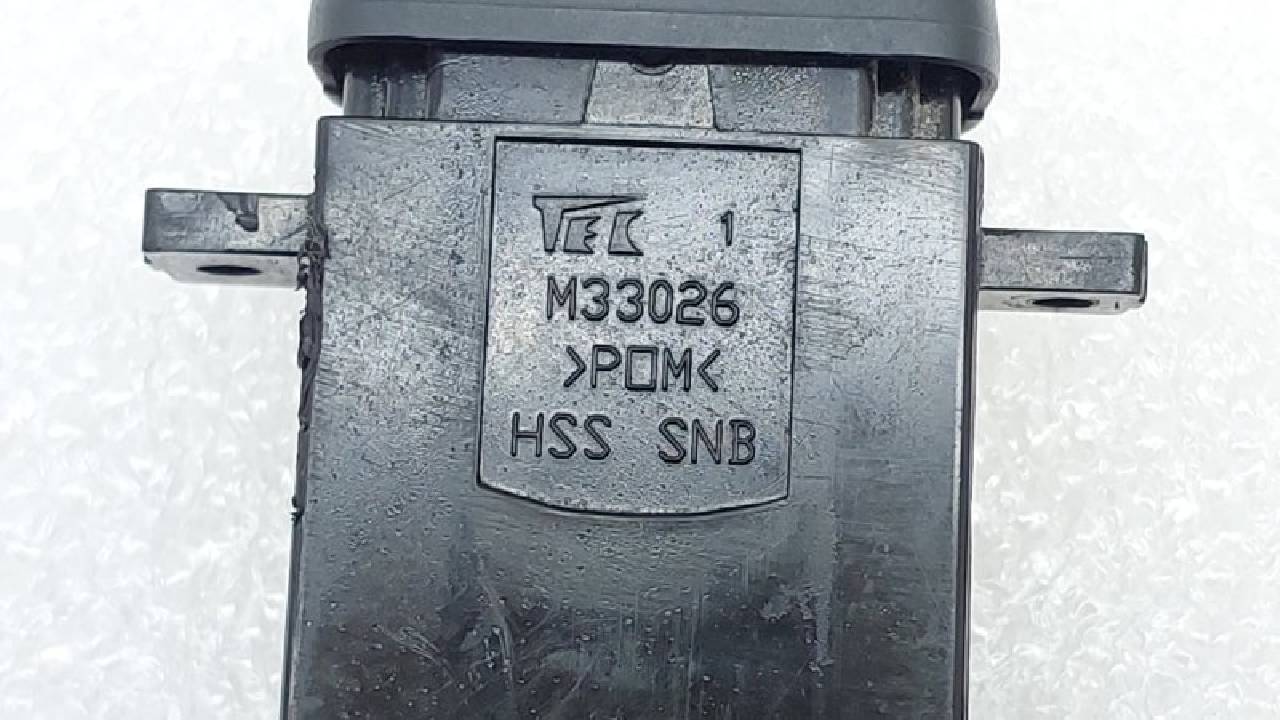 TEC 1
M33026
>POM<
HSS SNB